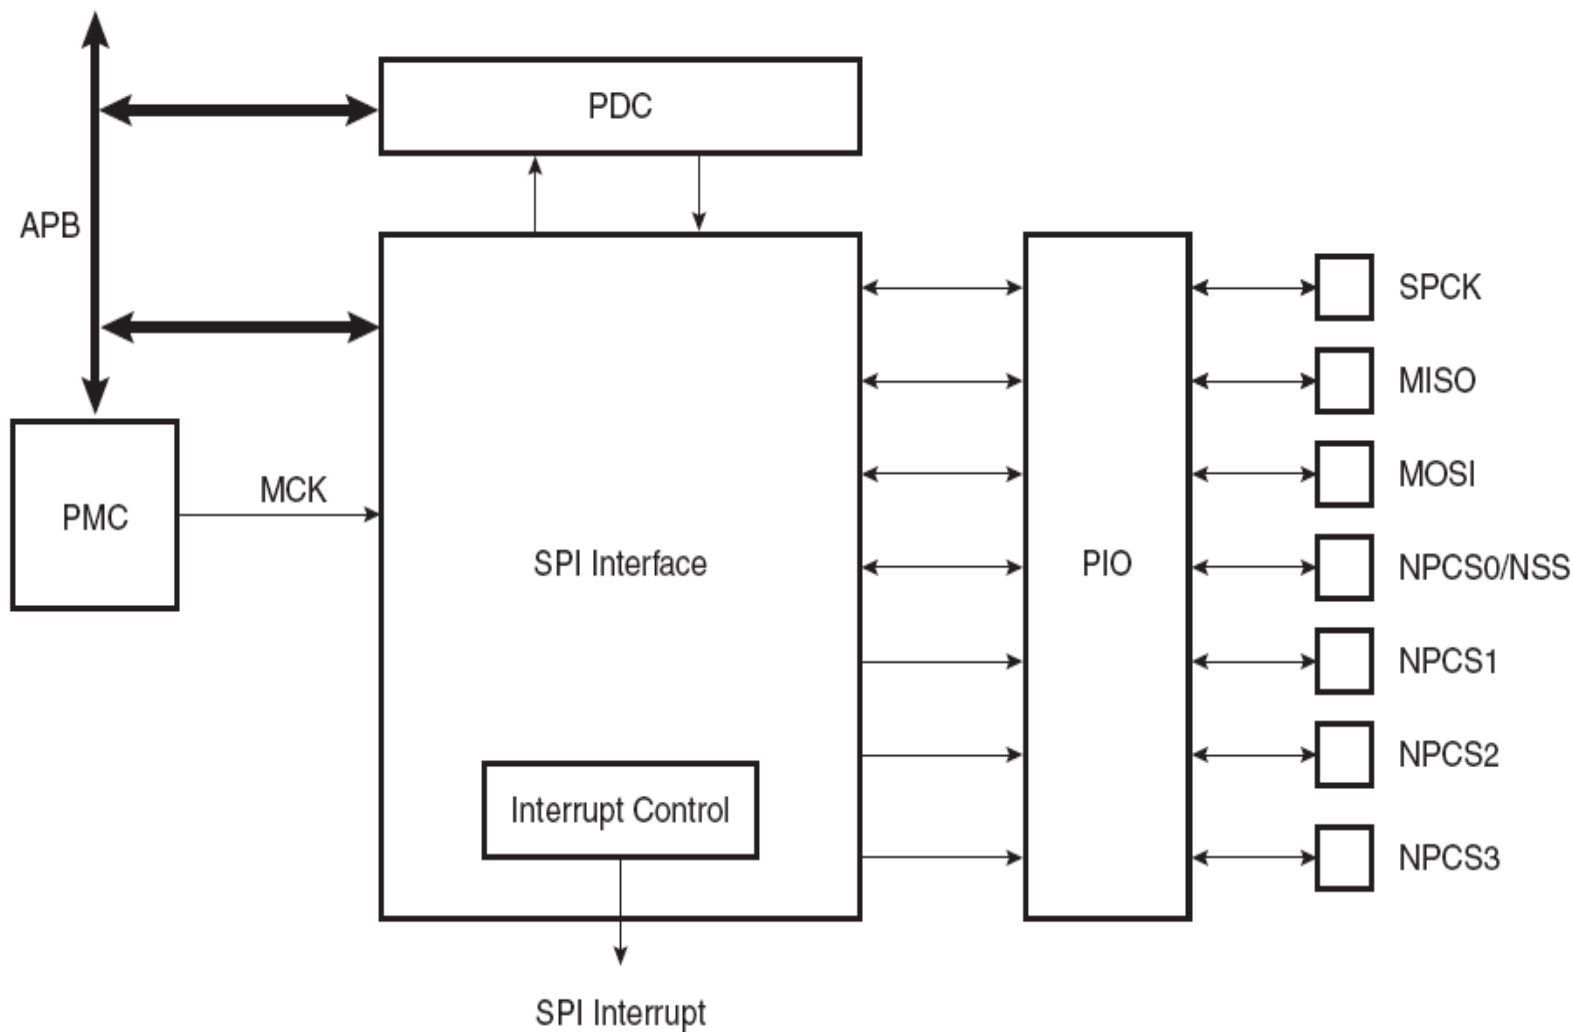 PDC
APB
SPCK
MISO
MOSI
MCK
PMC
SPI Interface
PIO
NPCS0/NSS
NPCS1
NPCS2
Interrupt Control
NPCS3
SPI Interrupt